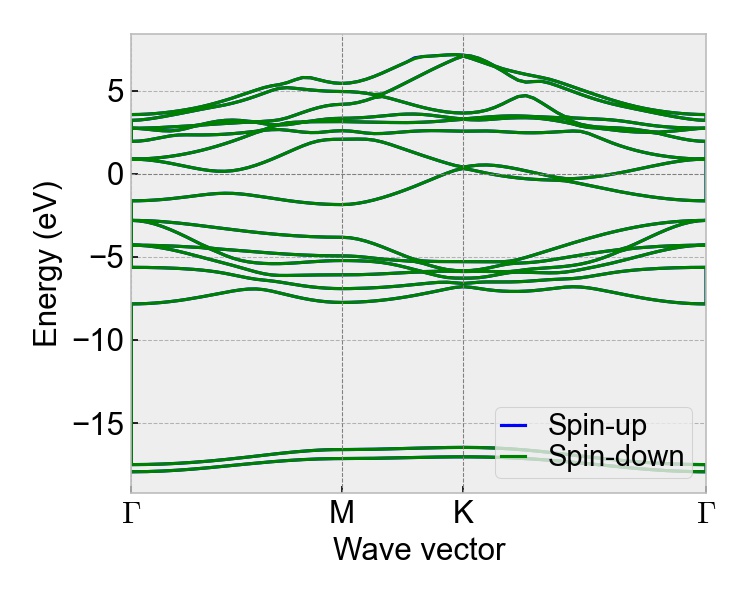 5
0
−5
−10
−15
Energy (eV)
Spin-up
Spin-down
Γ M K Γ
Wave vector